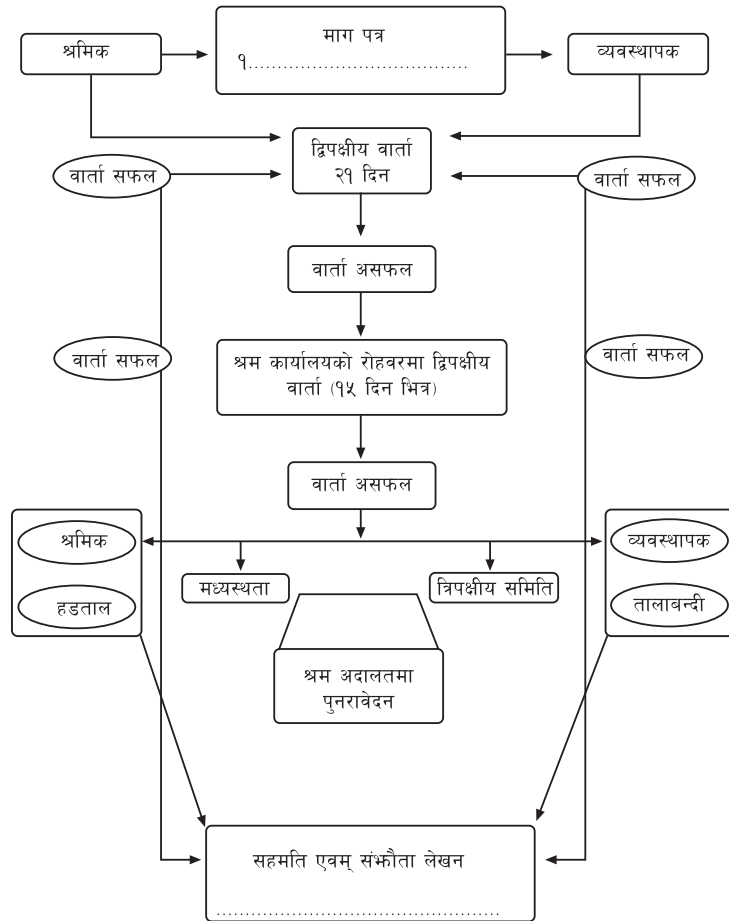 माग पत्र
श्रमिक
१......................................
व्यवस्थापक
द्विपक्षीय वार्ता
२१ दिन
वार्ता सफल
वार्ता सफल
वार्ता असफल
वार्ता सफल
वार्ता सफल
श्रम कार्यालयको रोहवरमा द्विपक्षीय
वार्ता (१५ दिन भित्र)
वार्ता असफल
श्रमिक
व्यवस्थापक
मध्यस्थता
त्रिपक्षीय समिति
हडताल
तालाबन्दी
श्रम अदालतमा
पुनरावेदन
सहमति एवम् संझौता लेखन
.................................................